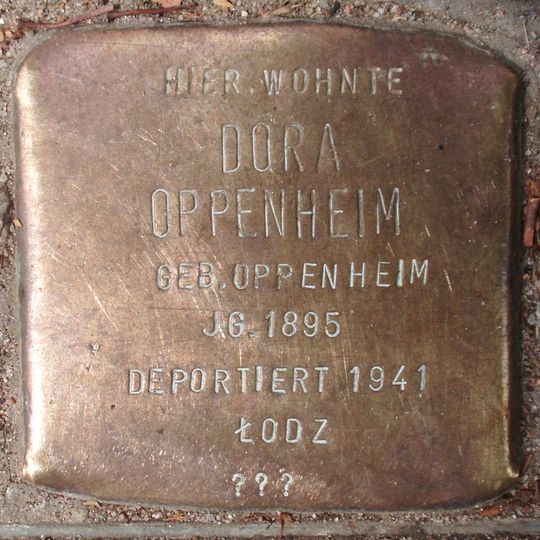 HIER WOHNTE
DORA
OPPENHEIM
GEB. OPPENHEIM
JG. 1895
DEPORTIERT 1941
ŁODZ
???